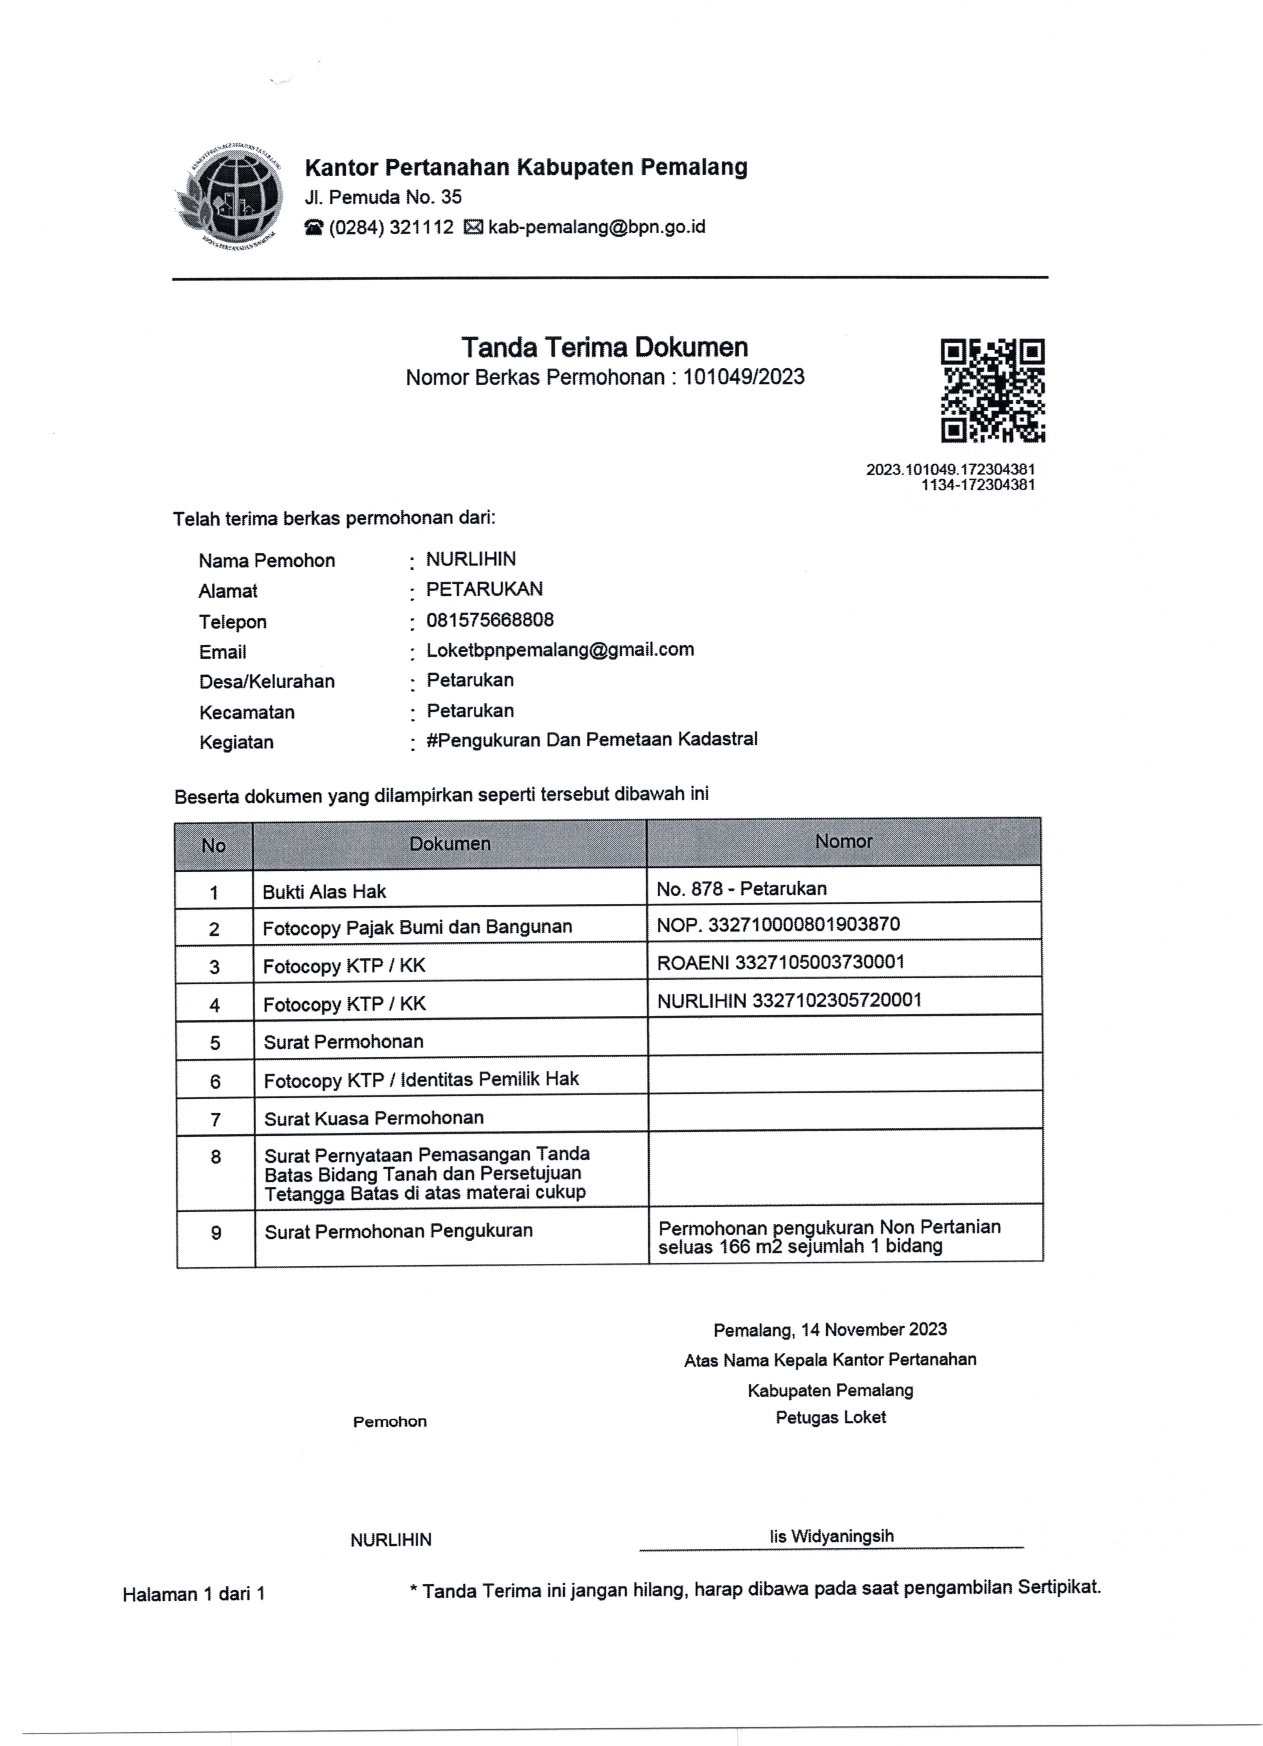 Kantor Pertanahan Kabupaten Pemalang
Jl. Pemuda No. 35
☎ (0284) 321112 ✉ kab-pemalang@bpn.go.id
Tanda Terima Dokumen
Nomor Berkas Permohonan : 101049/2023
2023.101049.172304381
1134-172304381
Telah terima berkas permohonan dari:
Nama Pemohon : NURLIHIN
Alamat : PETARUKAN
Telepon : 081575668808
Email : Loketbpnpemalang@gmail.com
Desa/Kelurahan : Petarukan
Kecamatan : Petarukan
Kegiatan : #Pengukuran Dan Pemetaan Kadastral
Beserta dokumen yang dilampirkan seperti tersebut dibawah ini
No Dokumen Nomor
1 Bukti Alas Hak No. 878 - Petarukan
2 Fotocopy Pajak Bumi dan Bangunan NOP. 332710000801903870
3 Fotocopy KTP / KK ROAENI 3327105003730001
4 Fotocopy KTP / KK NURLIHIN 3327102305720001
5 Surat Permohonan
6 Fotocopy KTP / Identitas Pemilik Hak
7 Surat Kuasa Permohonan
8 Surat Pernyataan Pemasangan Tanda
Batas Bidang Tanah dan Persetujuan
Tetangga Batas di atas materai cukup
9 Surat Permohonan Pengukuran Permohonan pengukuran Non Pertanian
seluas 166 m2 sejumlah 1 bidang
Pemalang, 14 November 2023
Atas Nama Kepala Kantor Pertanahan
Kabupaten Pemalang
Pemohon Petugas Loket
NURLIHIN Iis Widyaningsih
Halaman 1 dari 1 * Tanda Terima ini jangan hilang, harap dibawa pada saat pengambilan Sertipikat.